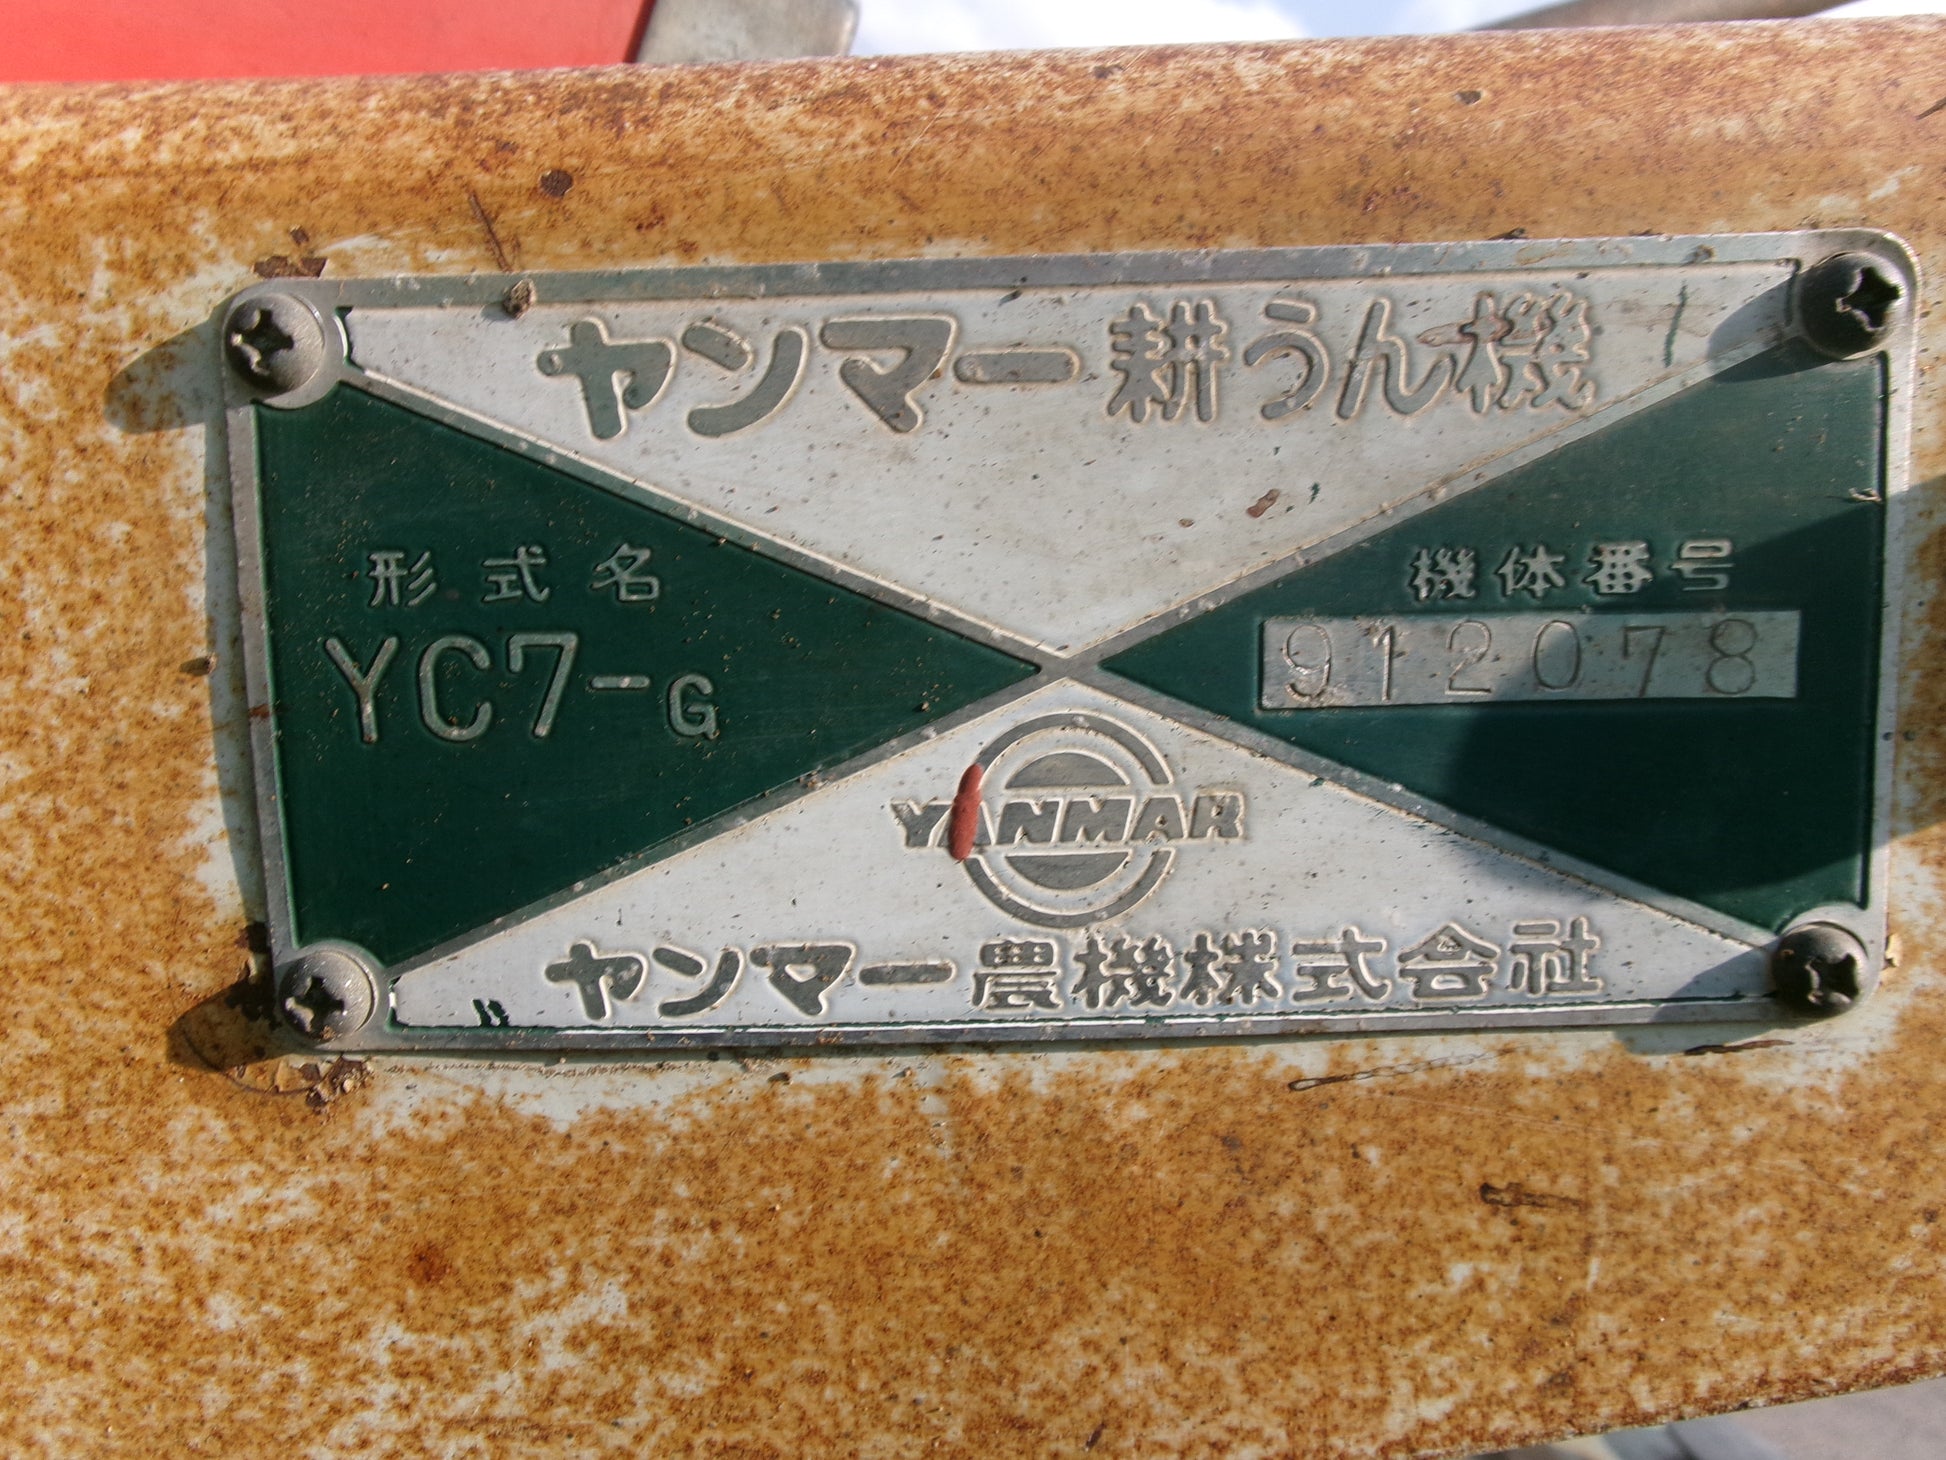 ヤンマー耕うん機
形式名
YC7-G
機体番号
912078
YANMAR
ヤンマー農機株式会社